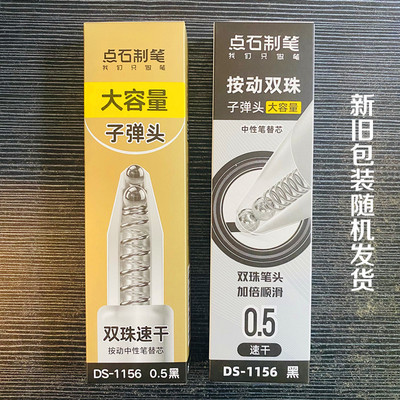 点石制笔
我们只做笔
大容量
子弹头
双珠速干
按动中性笔替芯
DS-1156 0.5黑
点石制笔
我们只做笔
按动双珠
子弹头 大容量
中性笔替芯
双珠笔头
加倍顺滑
0.5
速干
DS-1156 黑
新旧包装随机发货